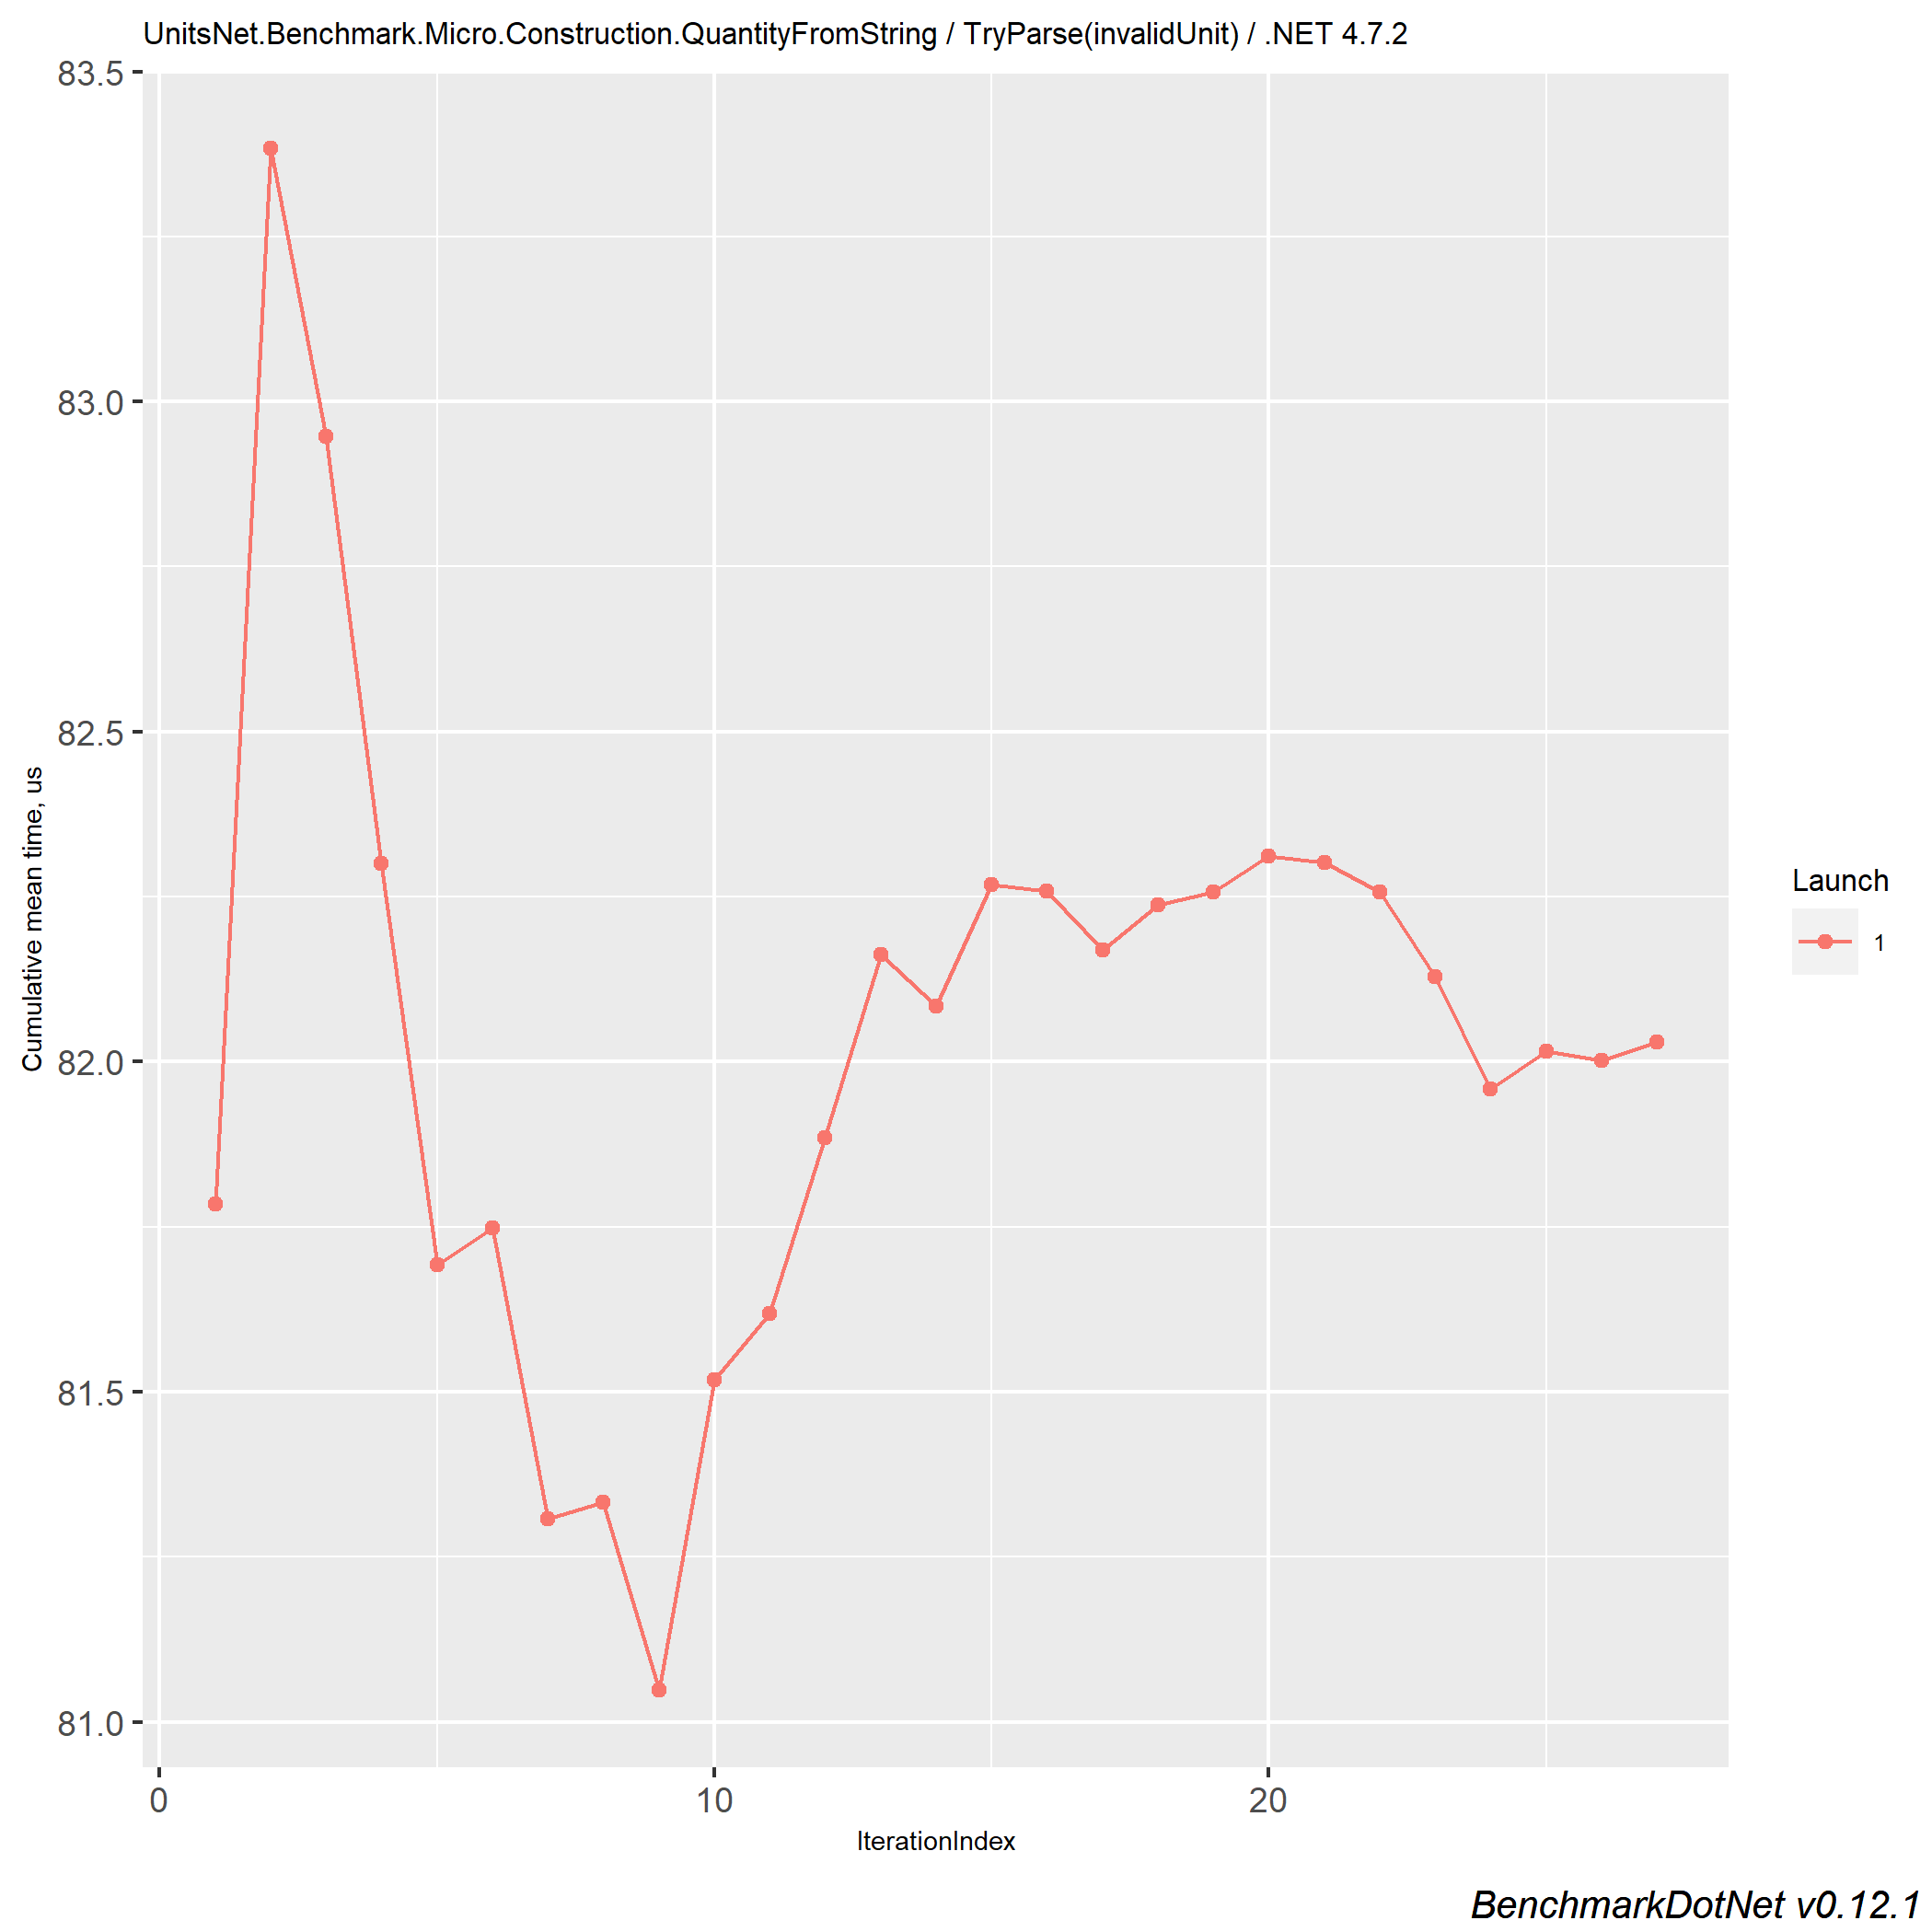 UnitsNet.Benchmark.Micro.Construction.QuantityFromString / TryParse(invalidUnit) / .NET 4.7.2
83.5
83.0
82.5
82.0
81.5
81.0
Cumulative mean time, us
0 10 20
IterationIndex
Launch
1
BenchmarkDotNet v0.12.1